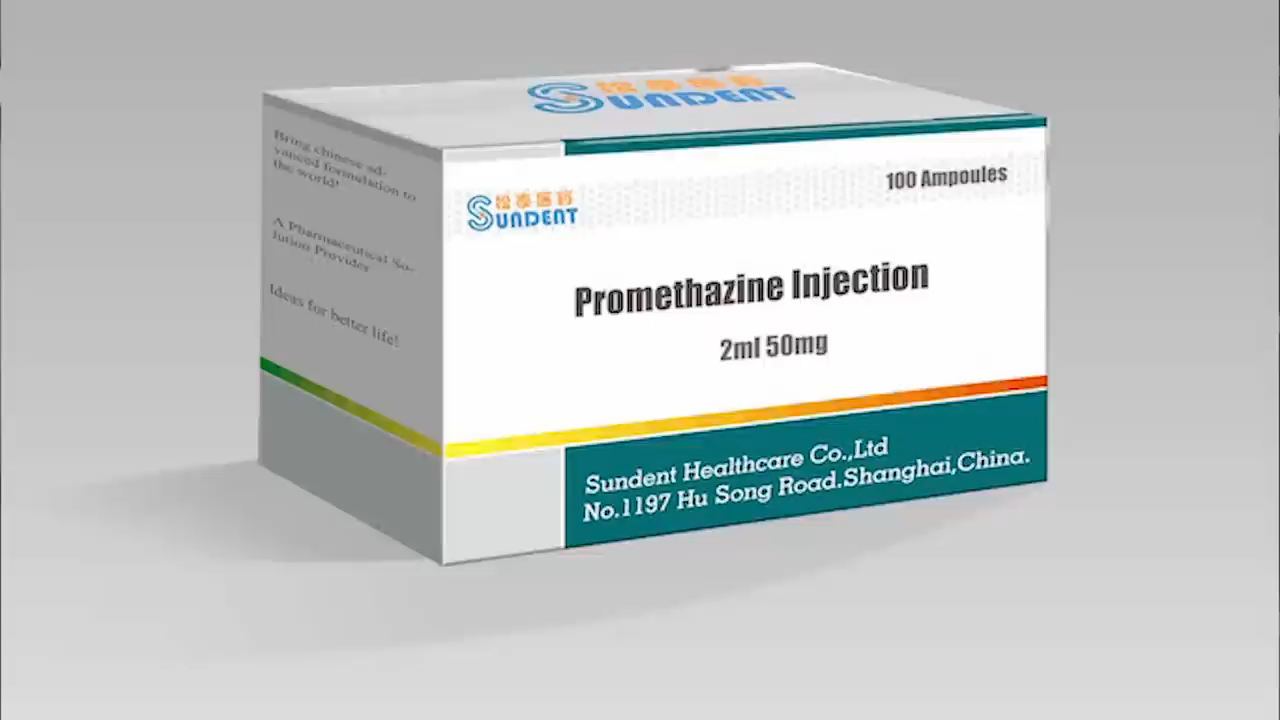 SUNDENT
Bring chinese ad-
vanced formulation to
the world!
A Pharmaceutical So-
lution Provider
Ideas for better life!
SUNDENT
100 Ampoules
Promethazine Injection
2ml 50mg
Sundent Healthcare Co.,Ltd
No.1197 Hu Song Road.Shanghai,China.